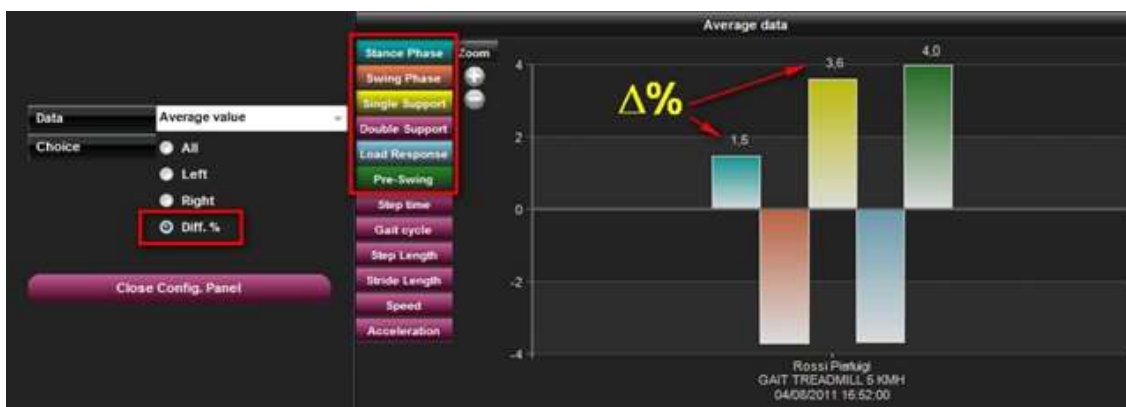 Average data
Stance Phase
Zoom
Swing Phase
Single Support
Double Support
Load Response
Pre-Swing
Step time
Gait cycle
Step Length
Stride Length
Speed
Acceleration
Data
Average value
Choice
All
Left
Right
Diff. %
Close Config. Panel
Δ%
4
2
0
-2
-4
1,5
3,6
4,0
Rossi Pierluigi
GAIT TREADMILL 5 KMH
04/08/2011 16.52.00